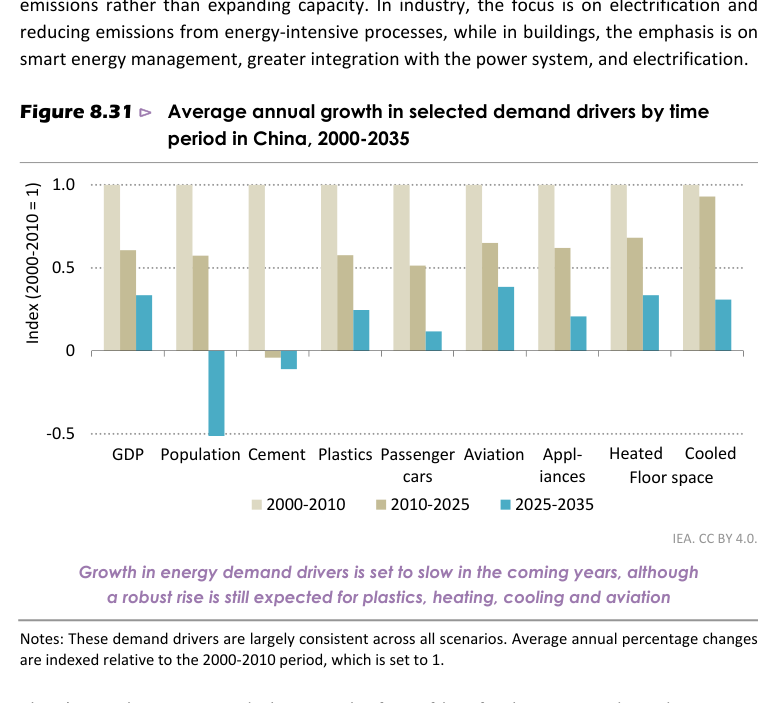 emissions rather than expanding capacity. In industry, the focus is on electrification and
reducing emissions from energy-intensive processes, while in buildings, the emphasis is on
smart energy management, greater integration with the power system, and electrification.
Figure 8.31 ⊳ Average annual growth in selected demand drivers by time
period in China, 2000-2035
Index (2000-2010 = 1)
1.0
0.5
0
-0.5
GDP Population Cement Plastics Passenger cars Aviation Appl-iances Heated Cooled
Floor space
2000-2010 2010-2025 2025-2035
IEA. CC BY 4.0.
Growth in energy demand drivers is set to slow in the coming years, although
a robust rise is still expected for plastics, heating, cooling and aviation
Notes: These demand drivers are largely consistent across all scenarios. Average annual percentage changes
are indexed relative to the 2000-2010 period, which is set to 1.